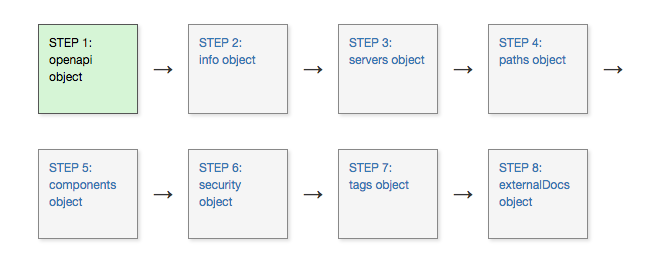 STEP 1:
openapi
object
STEP 2:
info object
STEP 3:
servers object
STEP 4:
paths object
STEP 5:
components
object
STEP 6:
security
object
STEP 7:
tags object
STEP 8:
externalDocs
object